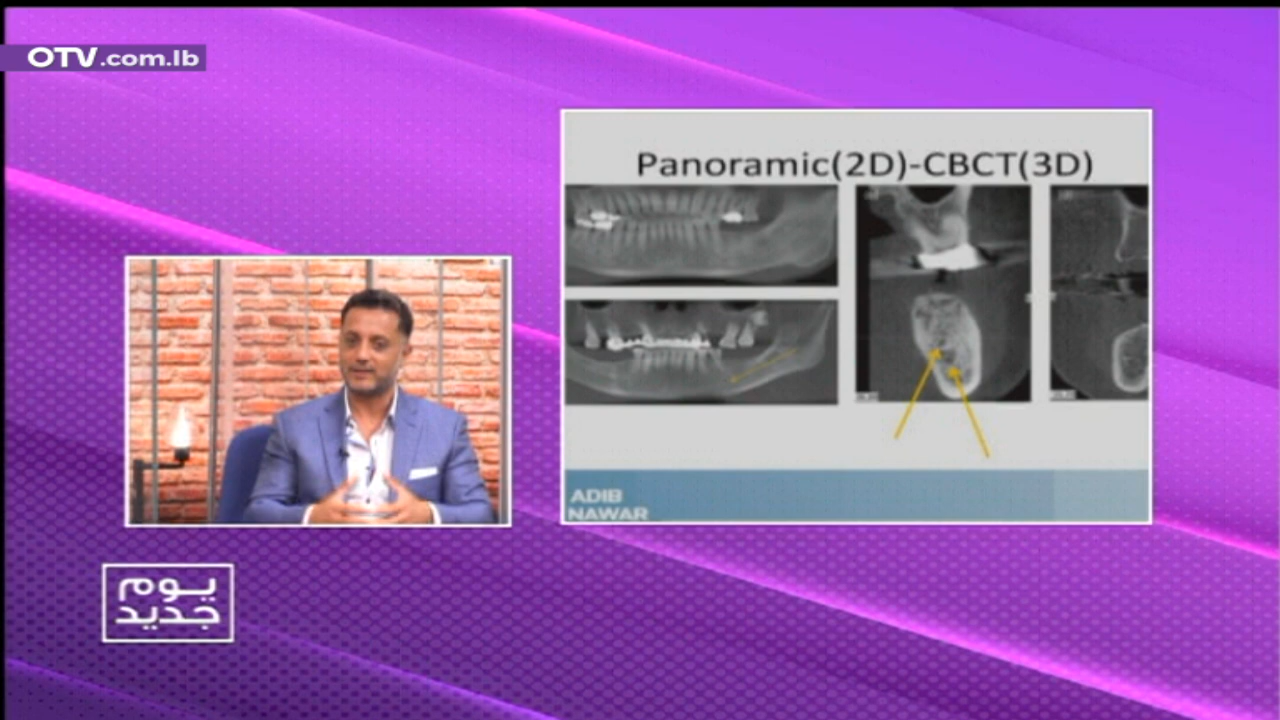 OTV.com.lb
Panoramic(2D)-CBCT(3D)
ADIB
NAWAR
يوم
جديد